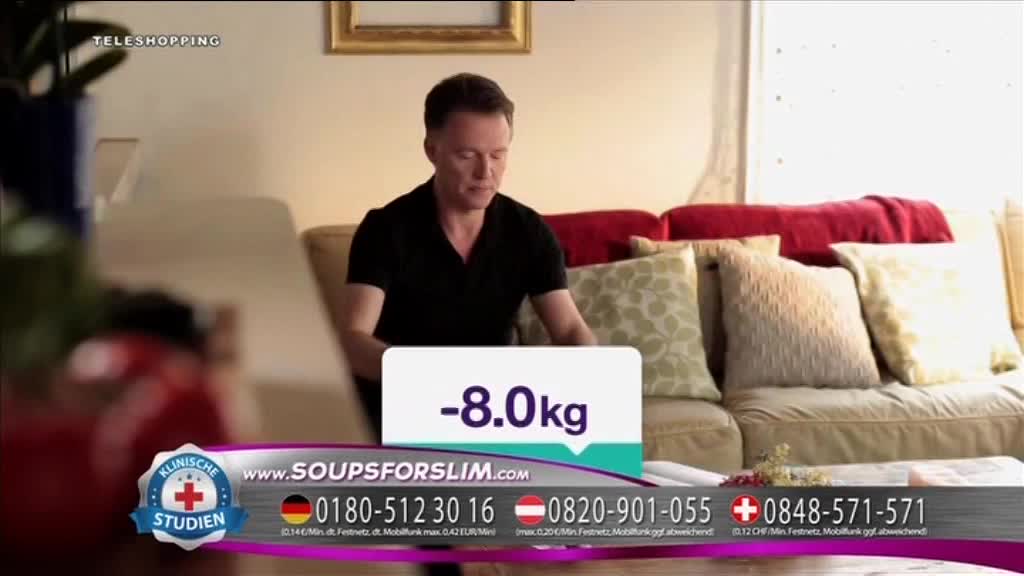 TELESHOPPING
-8.0kg
KLINISCHE
STUDIEN
www.SOUPSFORSLIM.com
0180-512 30 16
(0,14 €/Min. dt. Festnetz, dt. Mobilfunk max. 0,42 EUR/Min)
0820-901-055
(max. 0,20 €/Min. Festnetz, Mobilfunk ggf. abweichend)
0848-571-571
(0,12 CHF/Min. Festnetz, Mobilfunk ggf. abweichend)